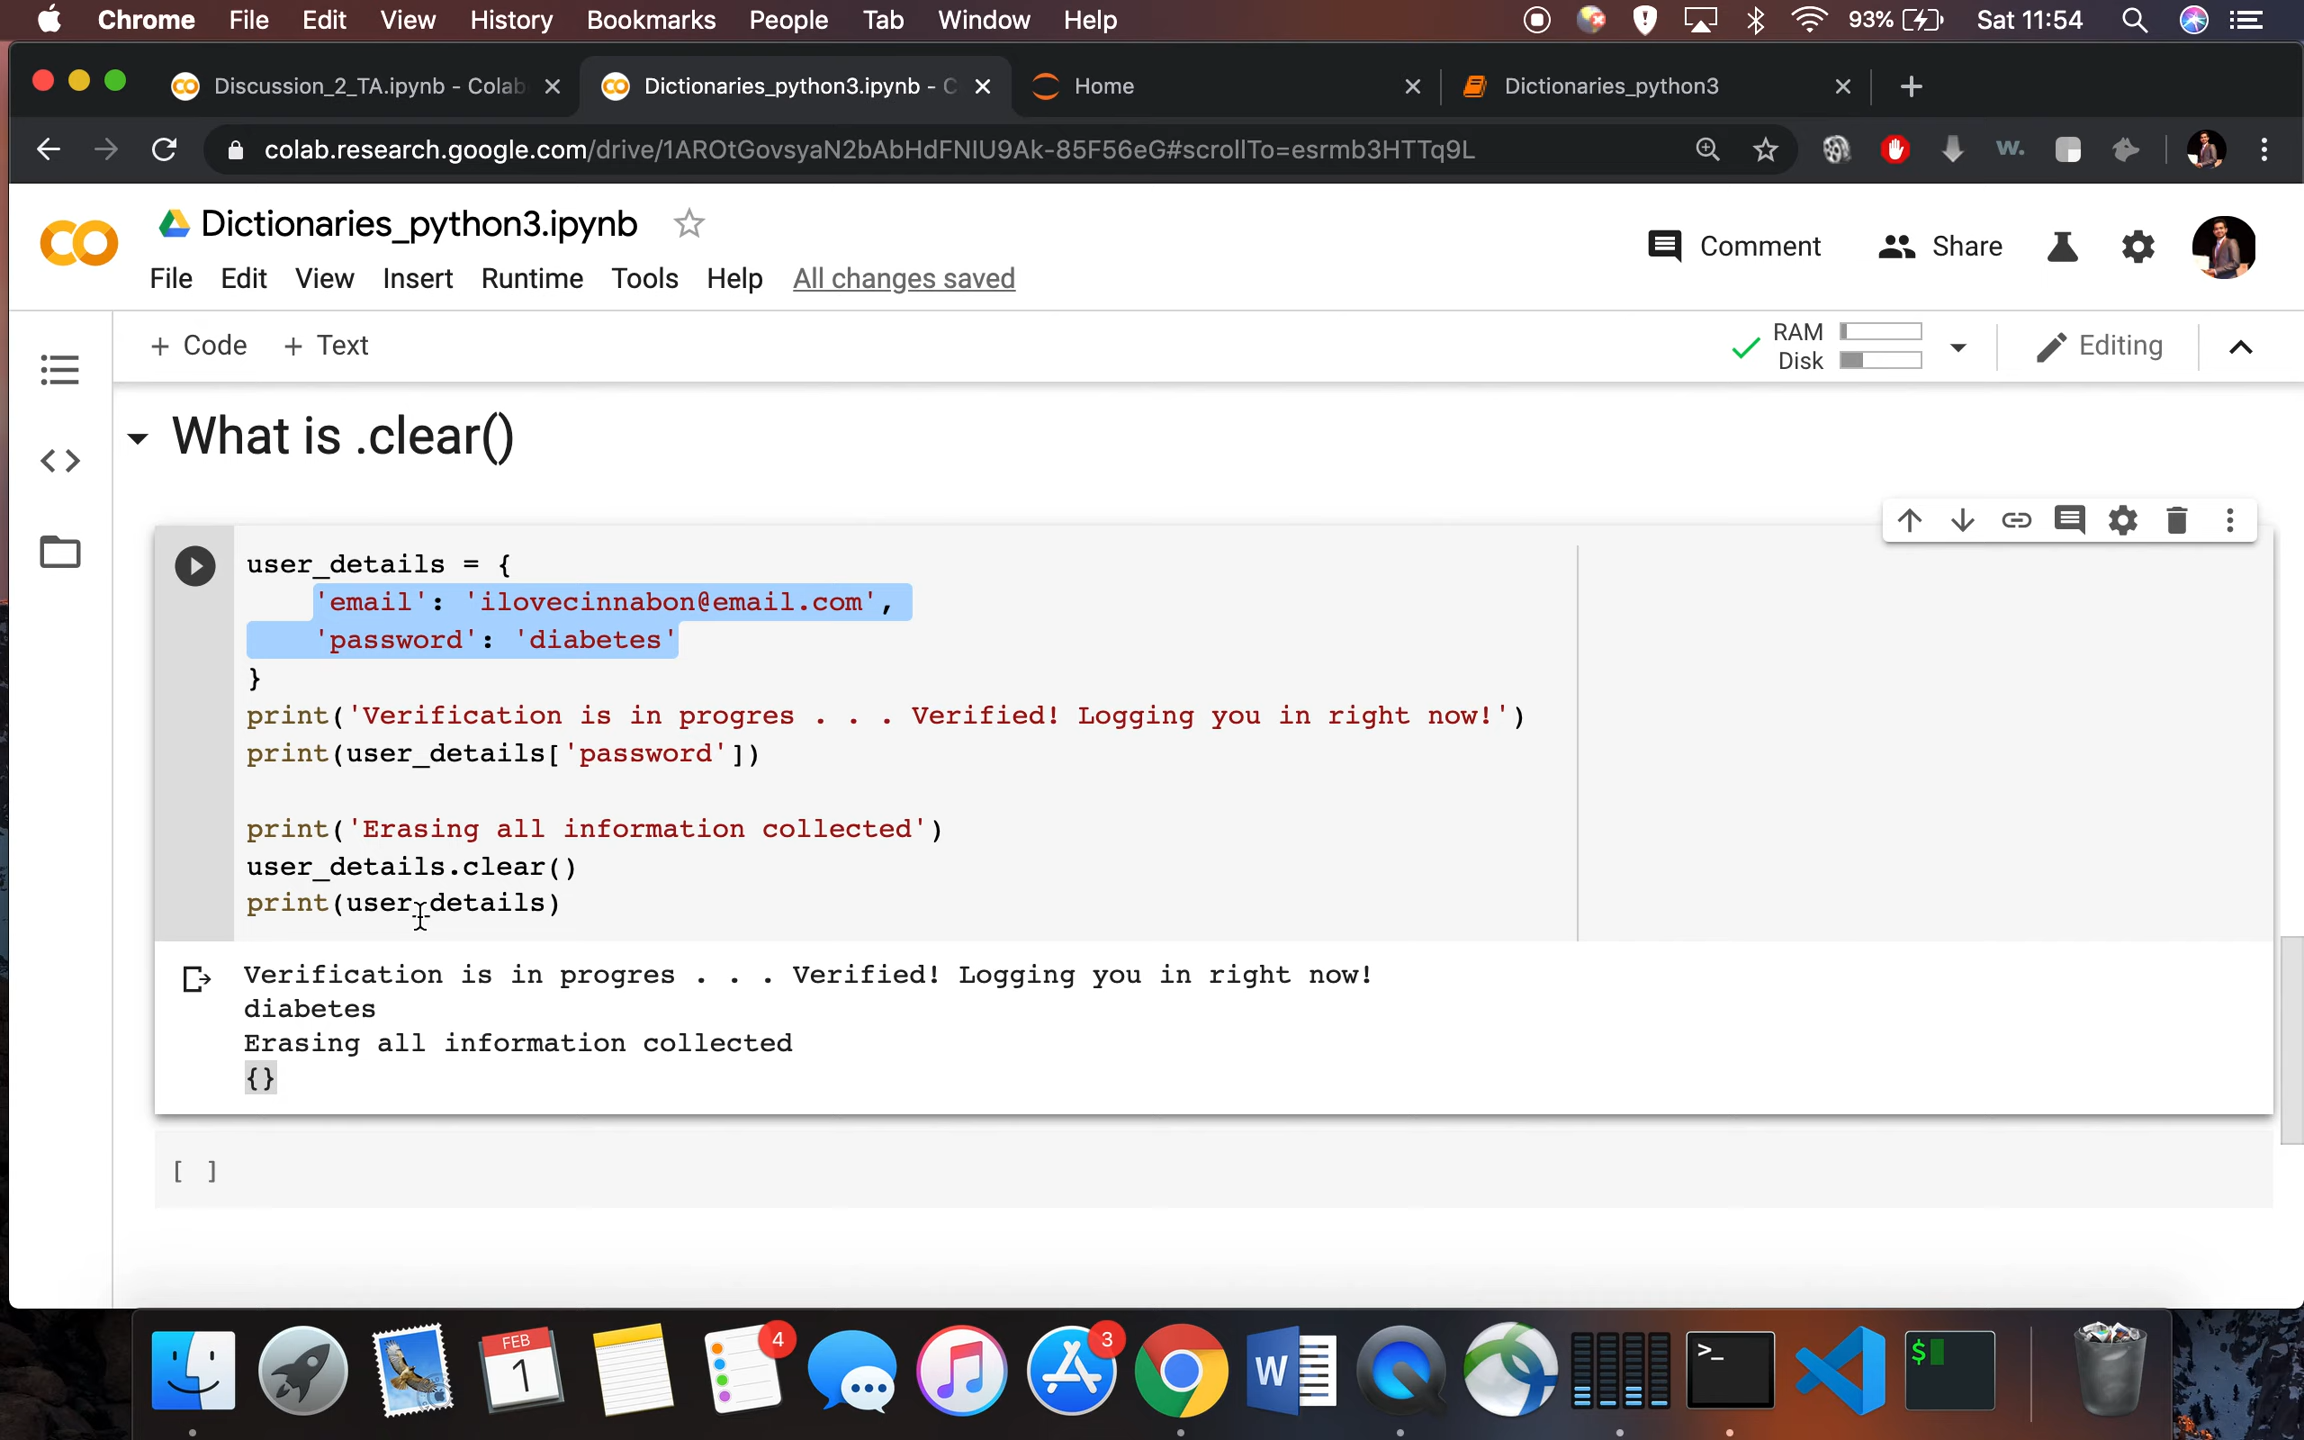 Chrome File Edit View History Bookmarks People Tab Window Help 93% Sat 11:54
Discussion_2_TA.ipynb - Colab Dictionaries_python3.ipynb - C Home Dictionaries_python3
colab.research.google.com/drive/1AROtGovsyaN2bAbHdFNIU9Ak-85F56eG#scrollTo=esrmb3HTTq9L w.
Dictionaries_python3.ipynb
Comment Share
File Edit View Insert Runtime Tools Help All changes saved
+ Code + Text RAM Disk Editing
What is .clear()
user_details = {
    'email': 'ilovecinnabon@email.com',
    'password': 'diabetes'
}
print('Verification is in progres . . . Verified! Logging you in right now!')
print(user_details['password'])
print('Erasing all information collected')
user_details.clear()
print(user_details)
Verification is in progres . . . Verified! Logging you in right now!
diabetes
Erasing all information collected
{}
[ ]
FEB 1 4 3 W >_ $